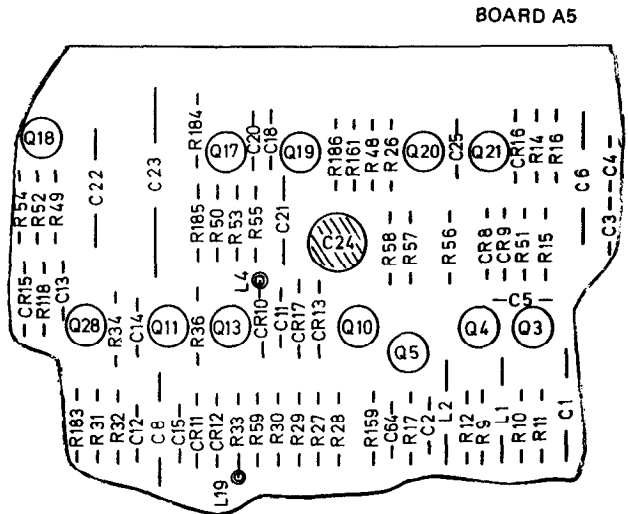 BOARD A5
Q18 C22 C23 R184 Q17 C20 C18 Q19 R186 R161 R48 R26 Q20 C25 Q21 CR16 R14 R16 C6 C4
R54 R52 R49 R185 R50 R53 R55 C21 C24 R58 R57 R56 CR8 CR9 R51 R15 C3
CR15 R118 C13 L4
Q28 R34 C14 Q11 R36 Q13 CR10 C11 CR17 CR13 Q10 Q5 Q4 C5 Q3
R183 R31 R32 C12 C8 C15 CR11 CR12 R33 R59 R30 R29 R27 R28 R159 C64 R17 C2 L2 R12 R9 L1 R10 R11 C1
L19